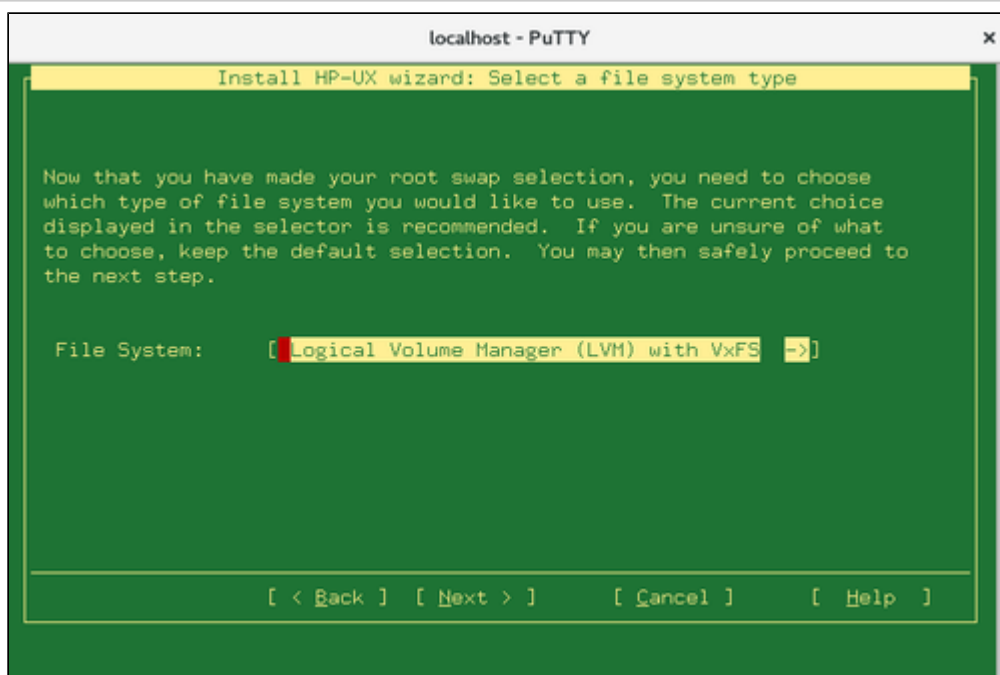 localhost - PuTTY
×
Install HP-UX wizard: Select a file system type
Now that you have made your root swap selection, you need to choose
which type of file system you would like to use.  The current choice
displayed in the selector is recommended.  If you are unsure of what
to choose, keep the default selection.  You may then safely proceed to
the next step.
File System:     [ Logical Volume Manager (LVM) with VxFS  ->]
[ < Back ]  [ Next > ]      [ Cancel ]      [  Help  ]